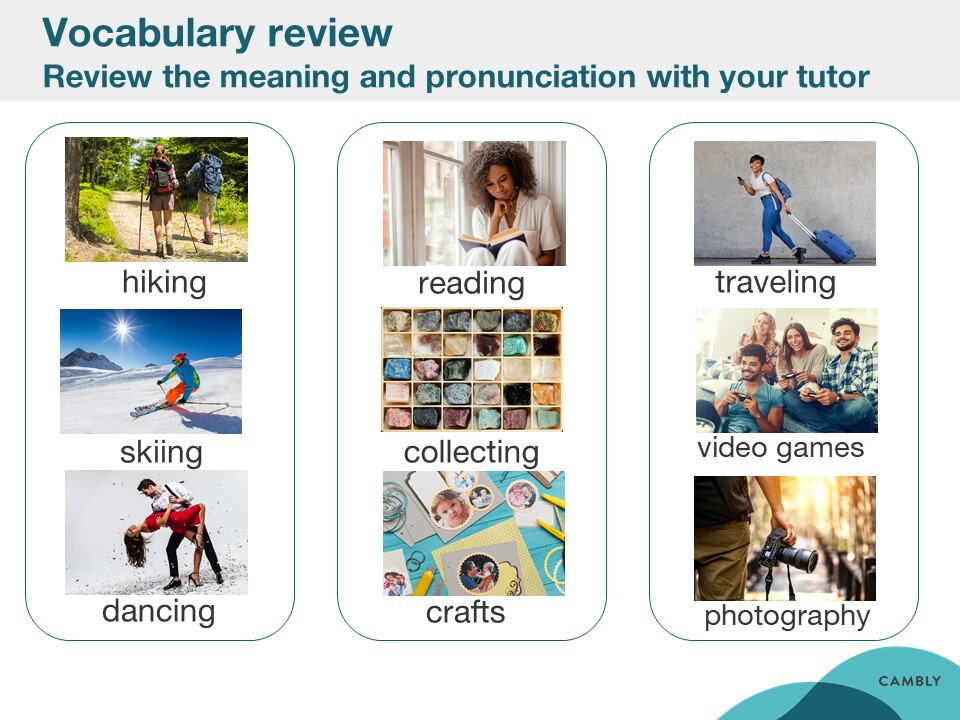 Vocabulary review
Review the meaning and pronunciation with your tutor
hiking
skiing
dancing
reading
collecting
crafts
traveling
video games
photography
CAMBLY